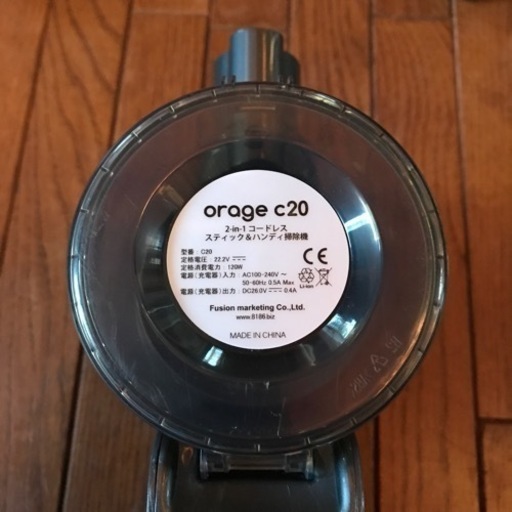 orage c20
2-in-1 コードレス
スティック＆ハンディ掃除機
型番 : C20
定格電圧 : 22.2V
定格消費電力 : 120W
電源（充電器）入力 : AC100-240V ～
50-60Hz 0.5A Max
電源（充電器）出力 : DC26.0V 0.4A
CE
Li-Ion
Fusion marketing Co.,Ltd.
www.8186.biz
MADE IN CHINA